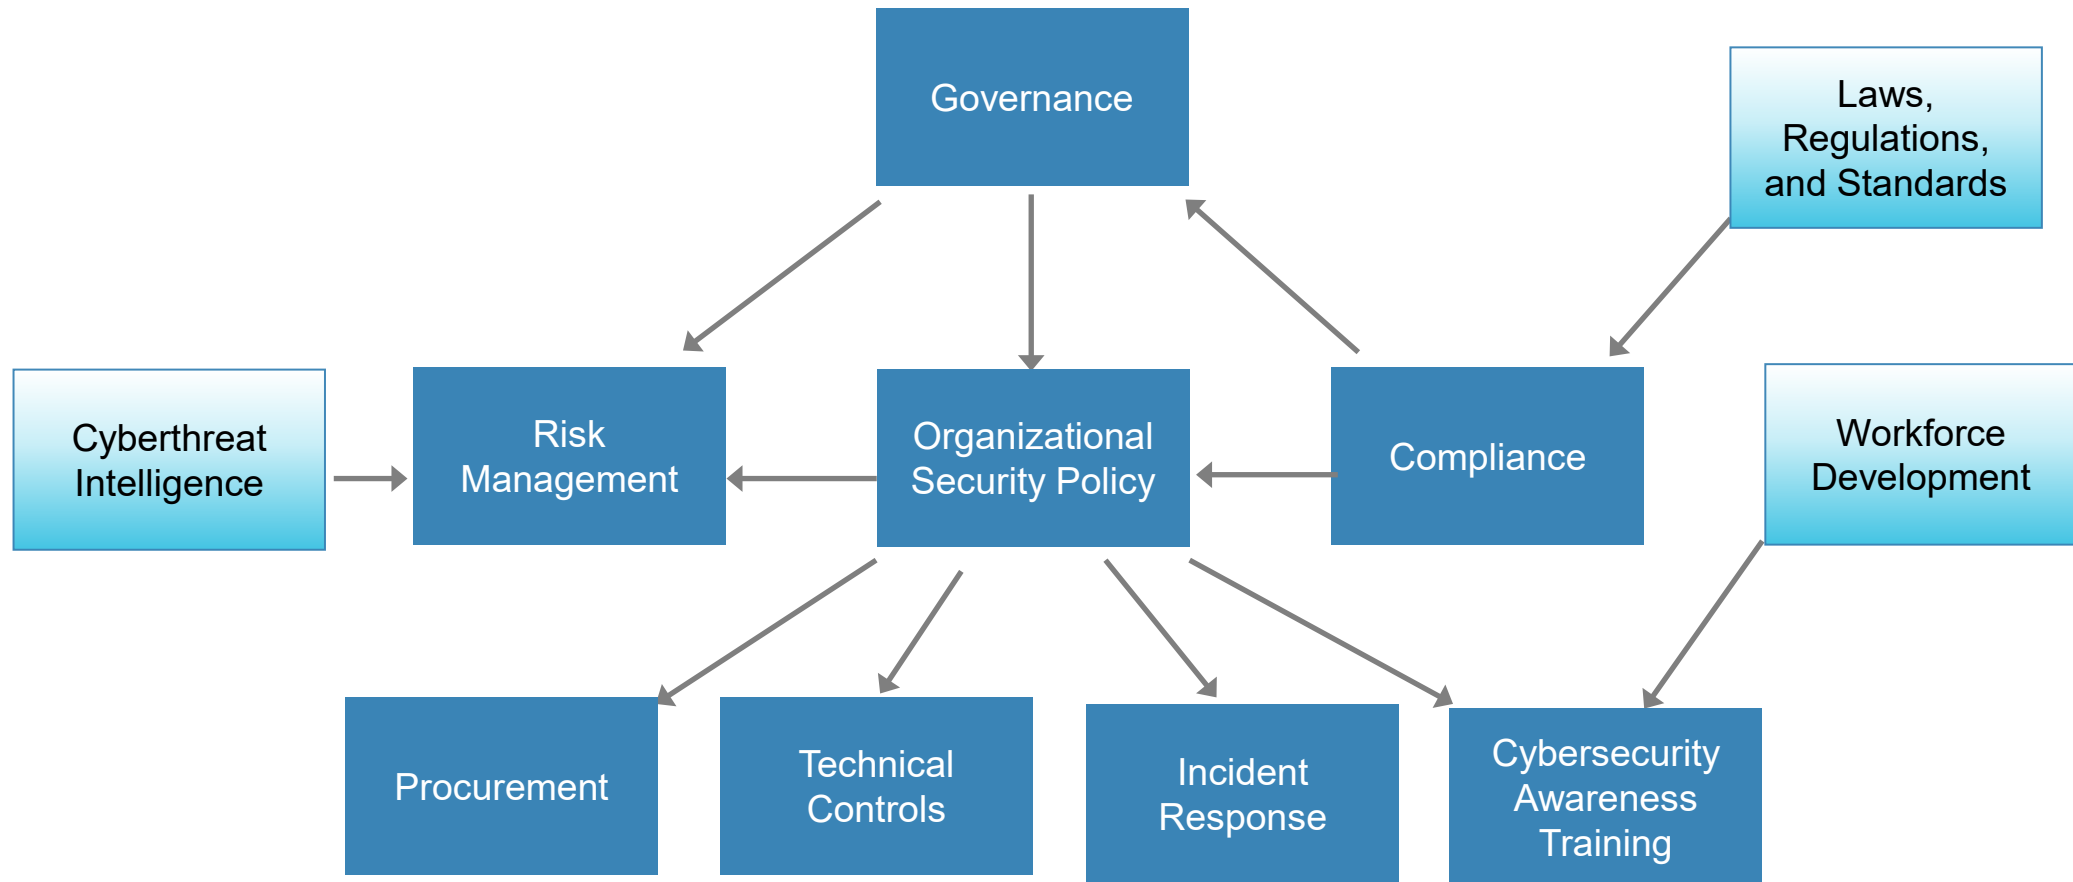 Governance
Laws,
Regulations,
and Standards
Cyberthreat
Intelligence
Risk
Management
Organizational
Security Policy
Compliance
Workforce
Development
Procurement
Technical
Controls
Incident
Response
Cybersecurity
Awareness
Training